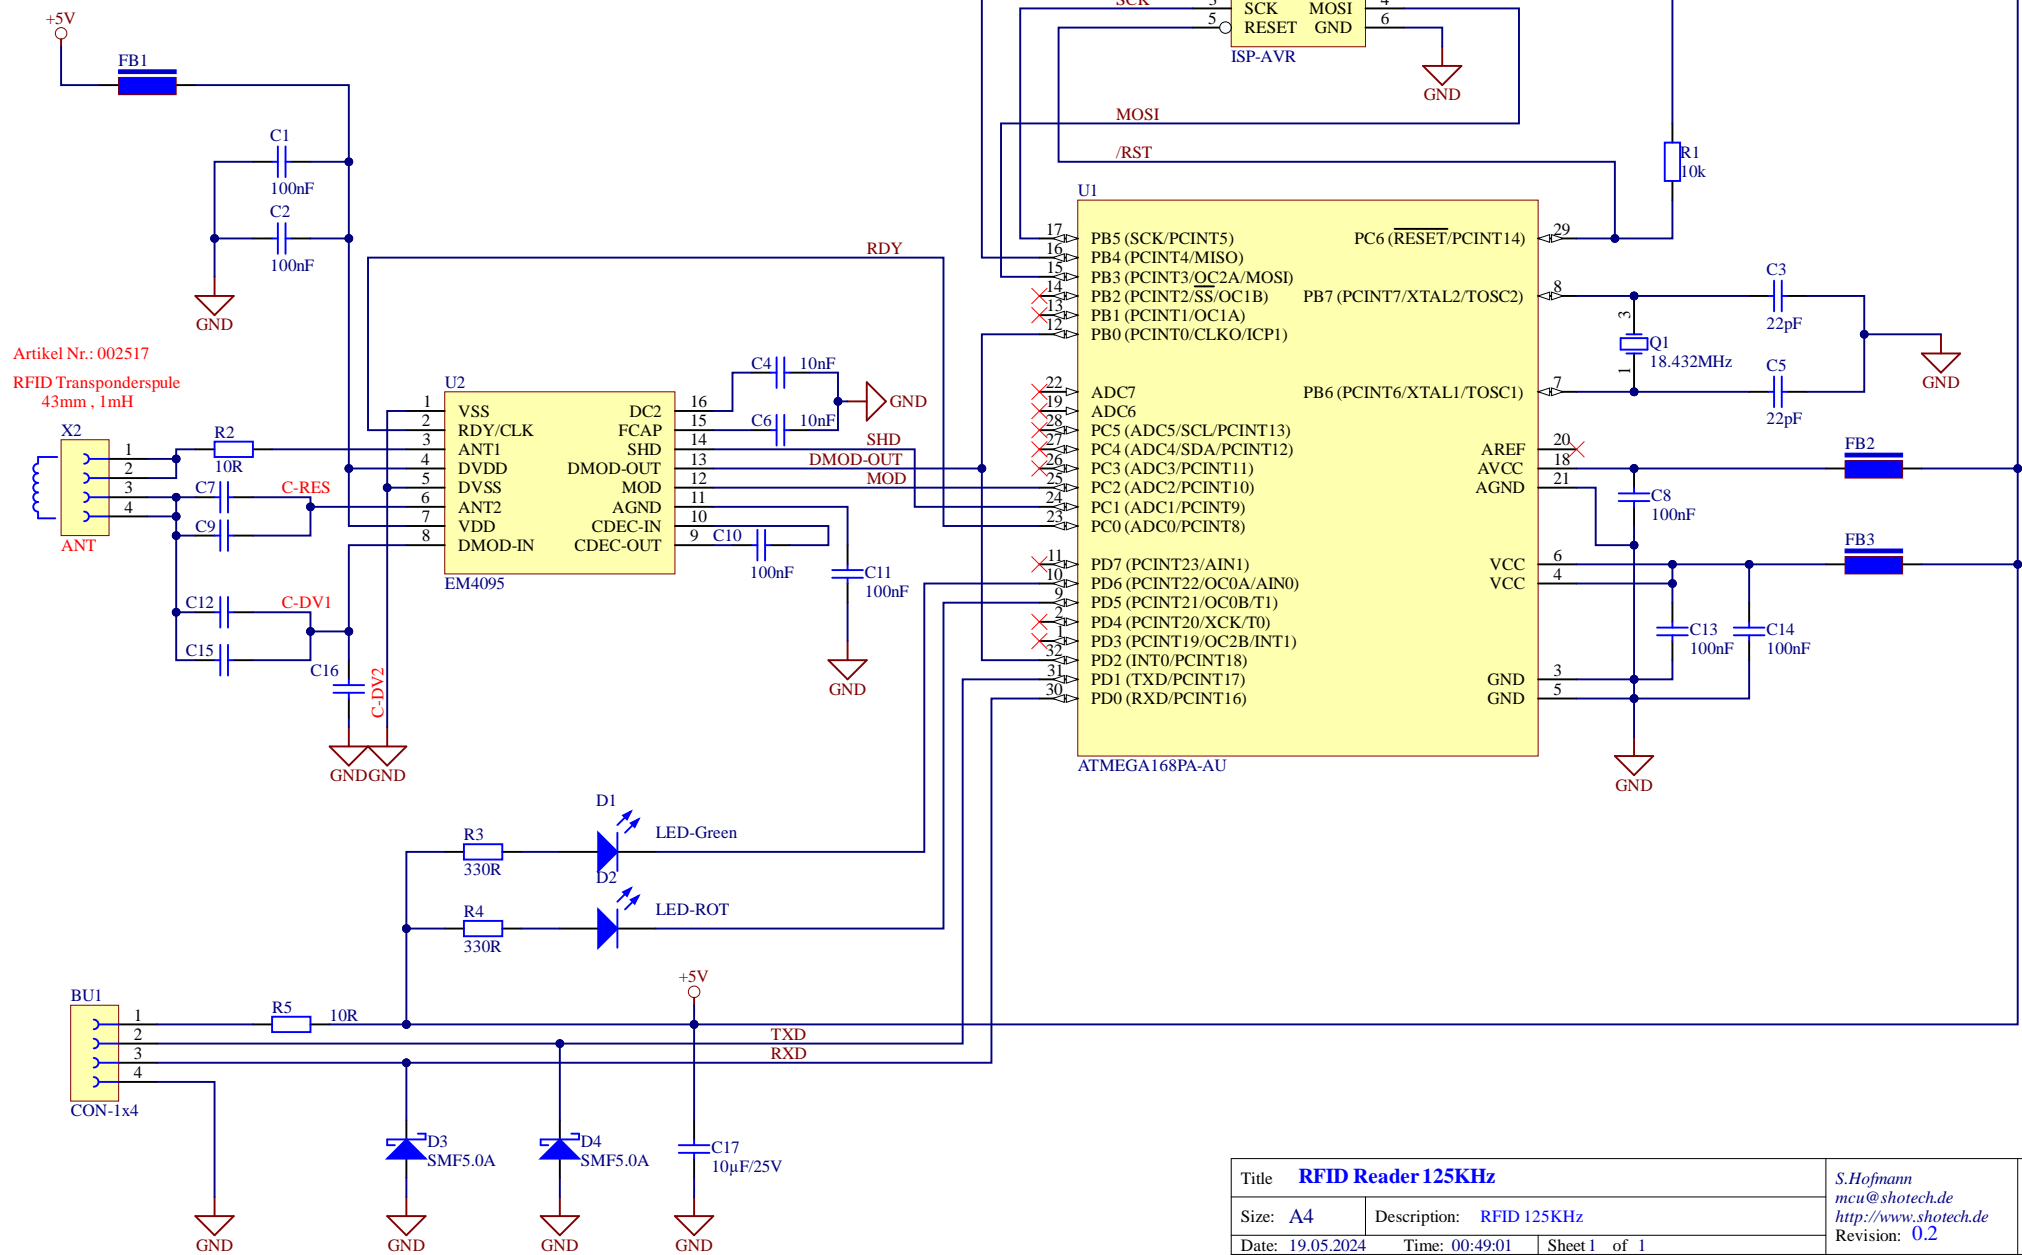 +5V
FB1
C1
100nF
C2
100nF
GND
SCK
3 SCK MOSI 4
5 RESET GND 6
ISP-AVR
GND
MOSI
/RST
R1
10k
RDY
Artikel Nr.: 002517
RFID Transponderspule
43mm , 1mH
X2
1
2
3
4
ANT
R2
10R
C7
C-RES
C9
C12
C-DV1
C15
C16
C-DV2
GND
GND
U2
1 VSS DC2 16
2 RDY/CLK FCAP 15
3 ANT1 SHD 14
4 DVDD DMOD-OUT 13
5 DVSS MOD 12
6 ANT2 AGND 11
7 VDD CDEC-IN 10
8 DMOD-IN CDEC-OUT 9
EM4095
C4 10nF
C6 10nF
GND
SHD
DMOD-OUT
MOD
C10
100nF
C11
100nF
GND
U1
17 PB5 (SCK/PCINT5)
16 PB4 (PCINT4/MISO)
15 PB3 (PCINT3/OC2A/MOSI)
14 PB2 (PCINT2/SS/OC1B)
13 PB1 (PCINT1/OC1A)
12 PB0 (PCINT0/CLKO/ICP1)
22 ADC7
19 ADC6
28 PC5 (ADC5/SCL/PCINT13)
27 PC4 (ADC4/SDA/PCINT12)
26 PC3 (ADC3/PCINT11)
25 PC2 (ADC2/PCINT10)
24 PC1 (ADC1/PCINT9)
23 PC0 (ADC0/PCINT8)
11 PD7 (PCINT23/AIN1)
10 PD6 (PCINT22/OC0A/AIN0)
9 PD5 (PCINT21/OC0B/T1)
2 PD4 (PCINT20/XCK/T0)
1 PD3 (PCINT19/OC2B/INT1)
32 PD2 (INT0/PCINT18)
31 PD1 (TXD/PCINT17)
30 PD0 (RXD/PCINT16)
PC6 (RESET/PCINT14) 29
PB7 (PCINT7/XTAL2/TOSC2) 8
PB6 (PCINT6/XTAL1/TOSC1) 7
AREF 20
AVCC 18
AGND 21
VCC 6
VCC 4
GND 3
GND 5
ATMEGA168PA-AU
C3
22pF
3
Q1
18.432MHz
1
C5
22pF
GND
FB2
C8
100nF
FB3
C13
100nF
C14
100nF
GND
D1
R3
330R
LED-Green
D2
R4
330R
LED-ROT
+5V
BU1
1
2
3
4
CON-1x4
R5
10R
TXD
RXD
D3
SMF5.0A
D4
SMF5.0A
C17
10µF/25V
GND
GND
GND
GND
Title RFID Reader 125KHz
Size: A4 Description: RFID 125KHz
Date: 19.05.2024 Time: 00:49:01 Sheet 1 of 1
S.Hofmann
mcu@shotech.de
http://www.shotech.de
Revision: 0.2